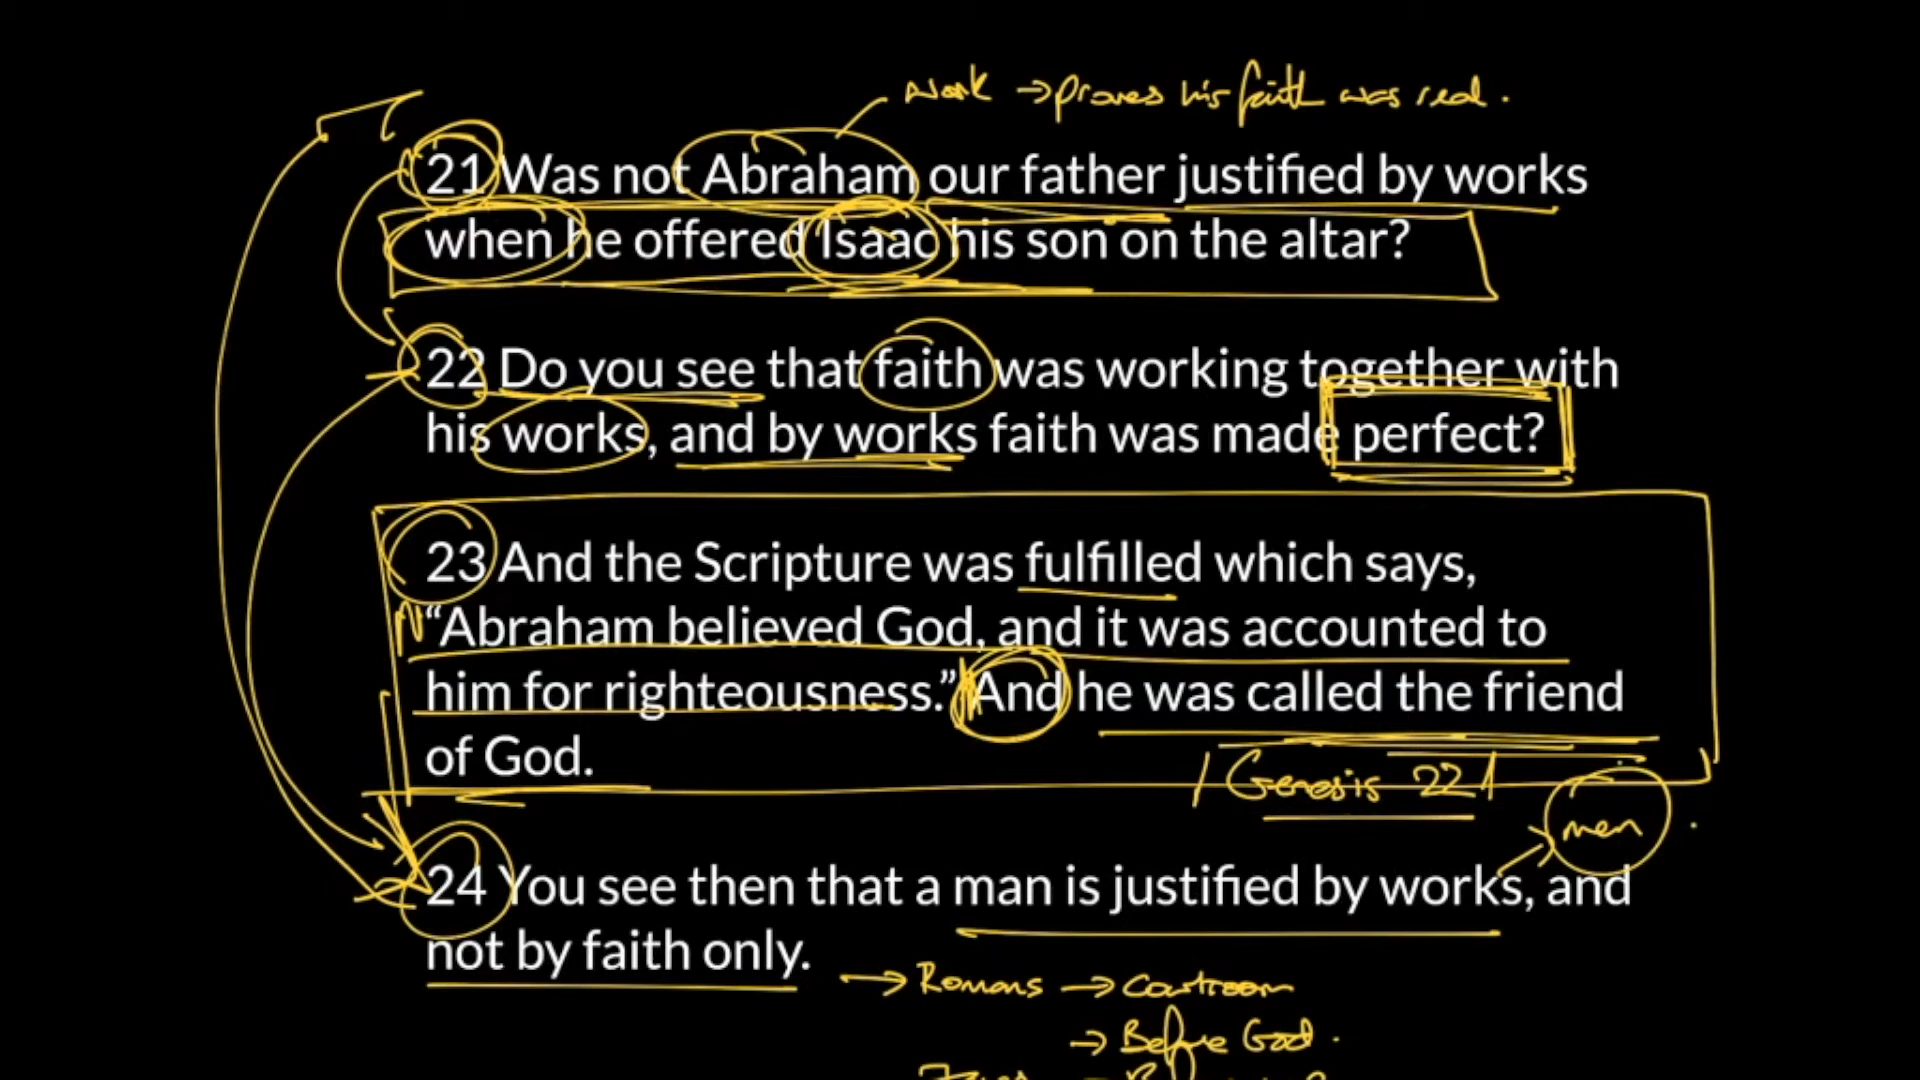 work → proves his faith was real.
21 Was not Abraham our father justified by works
when he offered Isaac his son on the altar?
22 Do you see that faith was working together with
his works, and by works faith was made perfect?
23 And the Scripture was fulfilled which says,
“Abraham believed God, and it was accounted to
him for righteousness.” And he was called the friend
of God.
Genesis 22
men
24 You see then that a man is justified by works, and
not by faith only.
→ Romans → Courtroom
→ Before God.